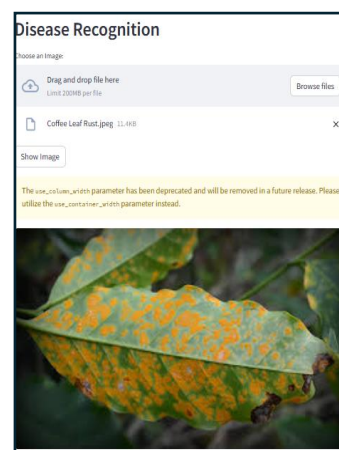 Disease Recognition
Choose an Image:
Drag and drop file here
Limit 200MB per file
Browse files
Coffee Leaf Rust.jpeg 11.4KB
Show Image
The use_column_width parameter has been deprecated and will be removed in a future release. Please
utilize the use_container_width parameter instead.